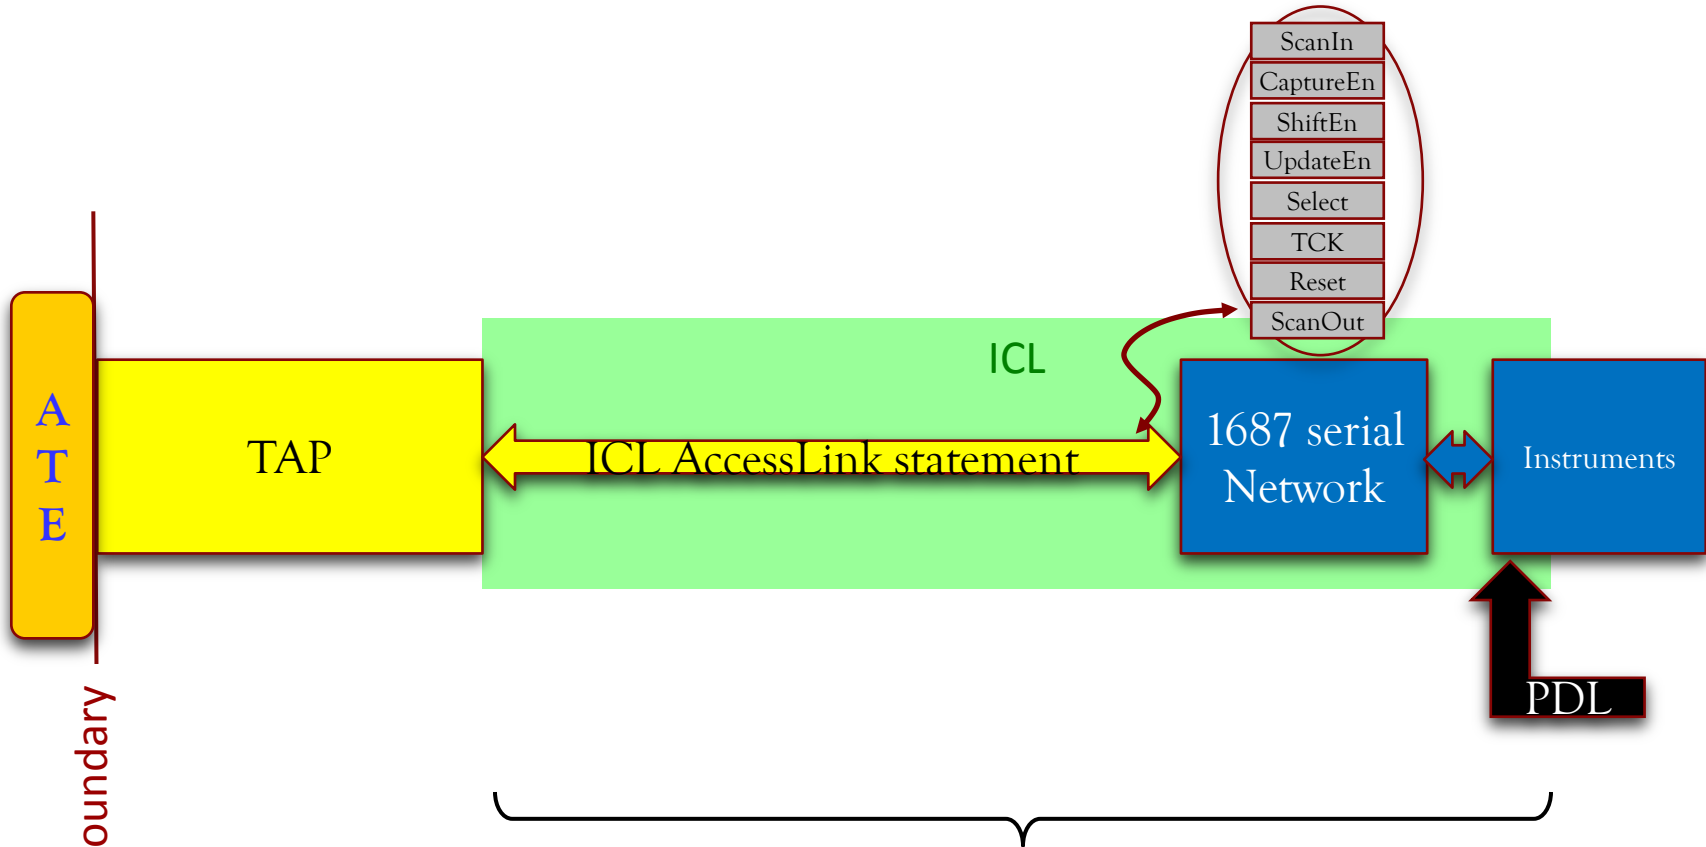 ScanIn
CaptureEn
ShiftEn
UpdateEn
Select
TCK
Reset
ScanOut
ICL
A
T
E
TAP
ICL AccessLink statement
1687 serial
Network
Instruments
PDL
oundary